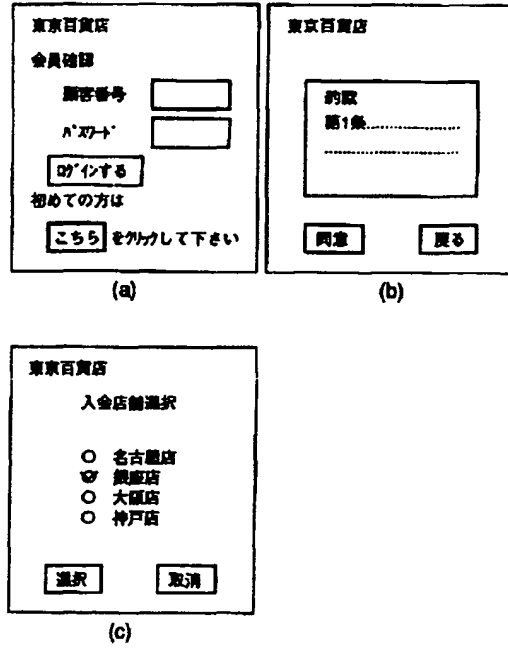 東京百貨店
会員確認
顧客番号
ﾊﾟｽﾜｰﾄﾞ
ﾛｸﾞｲﾝする
初めての方は
こちら をｸﾘｯｸして下さい
(a)
東京百貨店
約款
第1条
同意 戻る
(b)
東京百貨店
入会店舗選択
名古屋店
銀座店
大阪店
神戸店
選択 取消
(c)